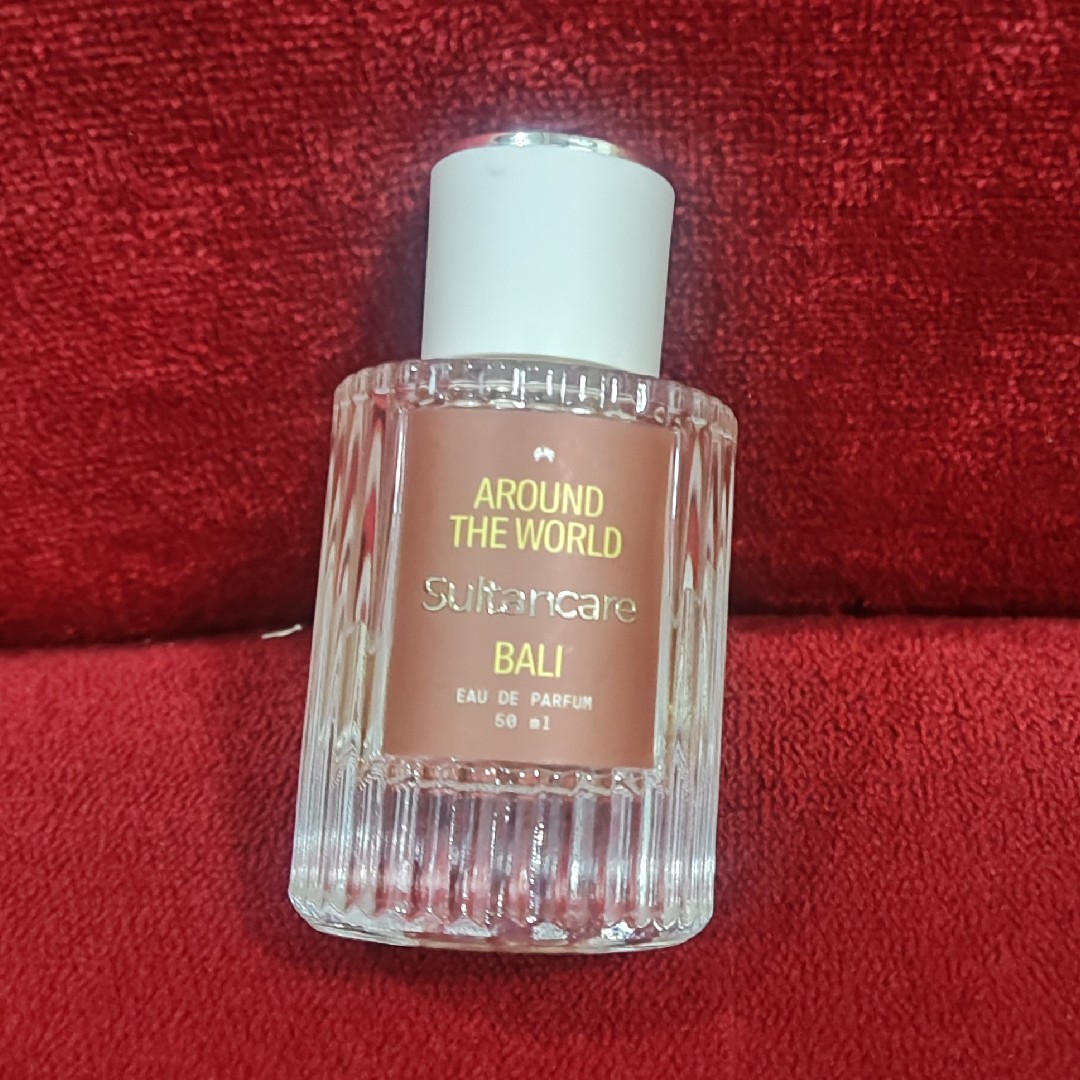 AROUND
THE WORLD
Sultancare
BALI
EAU DE PARFUM
50 ml